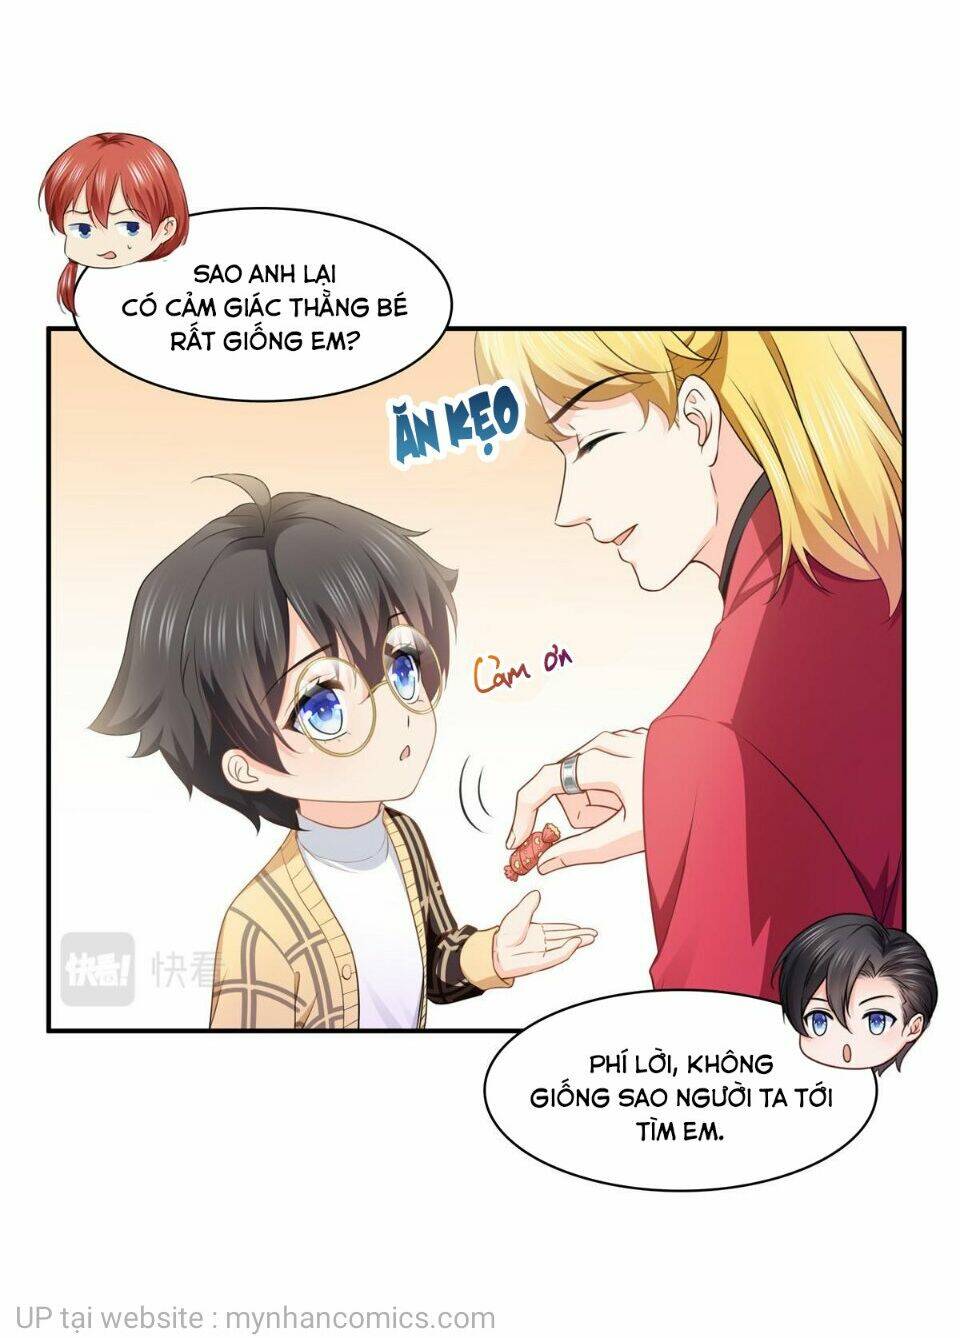 SAO ANH LẠI
CÓ CẢM GIÁC THẰNG BÉ
RẤT GIỐNG EM?
ĂN KẸO
Cảm ơn
快看! 快看
PHÍ LỜI, KHÔNG
GIỐNG SAO NGƯỜI TA TỚI
TÌM EM.
UP tại website : mynhancomics.com